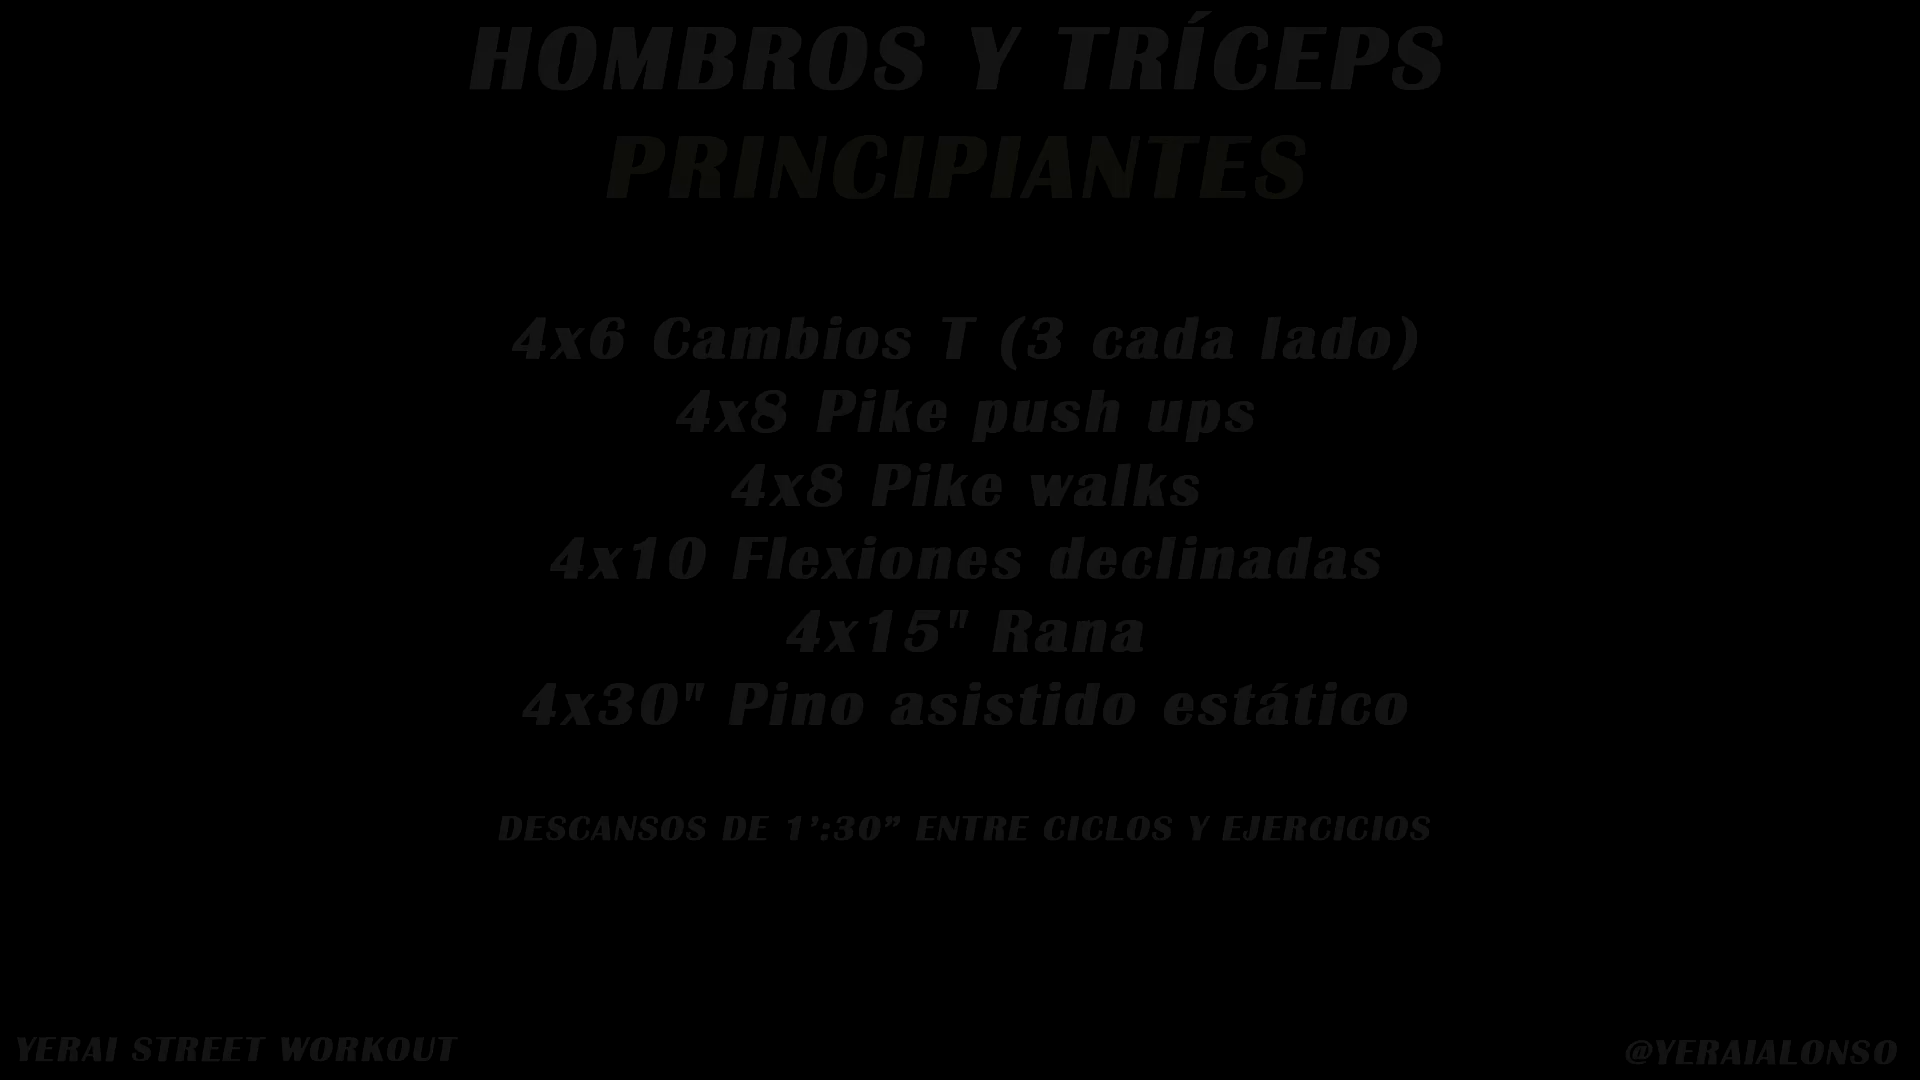 HOMBROS Y TRÍCEPS
PRINCIPIANTES
4x6 Cambios T (3 cada lado)
4x8 Pike push ups
4x8 Pike walks
4x10 Flexiones declinadas
4x15" Rana
4x30" Pino asistido estático
DESCANSOS DE 1’:30” ENTRE CICLOS Y EJERCICIOS
YERAI STREET WORKOUT
@YERAIALONSO